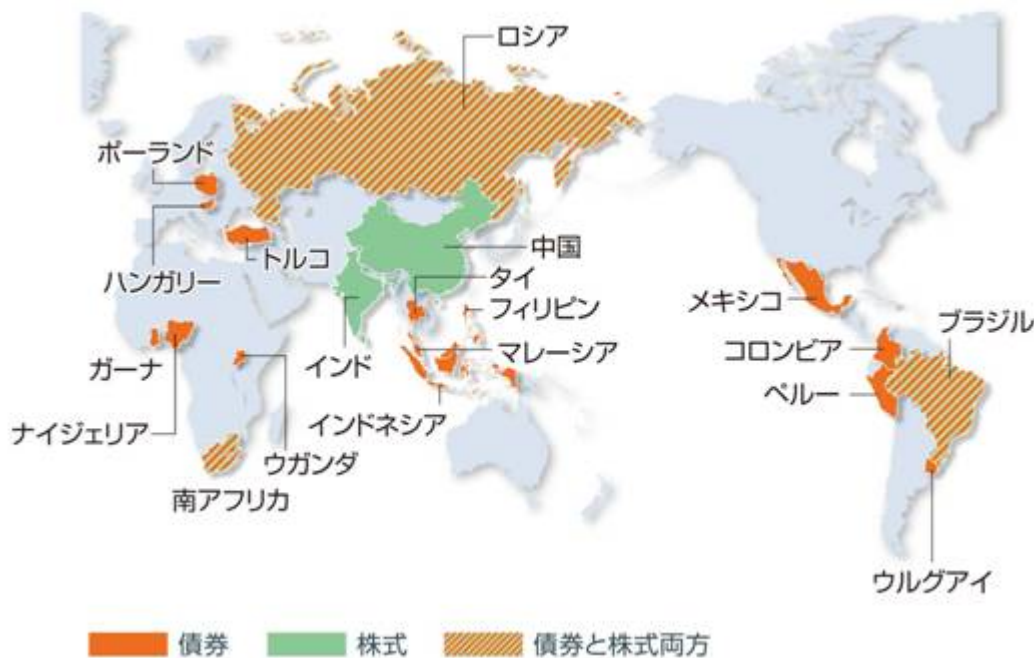 ロシア
ポーランド
ハンガリー
トルコ
中国
タイ
フィリピン
マレーシア
インド
インドネシア
ガーナ
ナイジェリア
ウガンダ
南アフリカ
メキシコ
コロンビア
ペルー
ブラジル
ウルグアイ
債券
株式
債券と株式両方